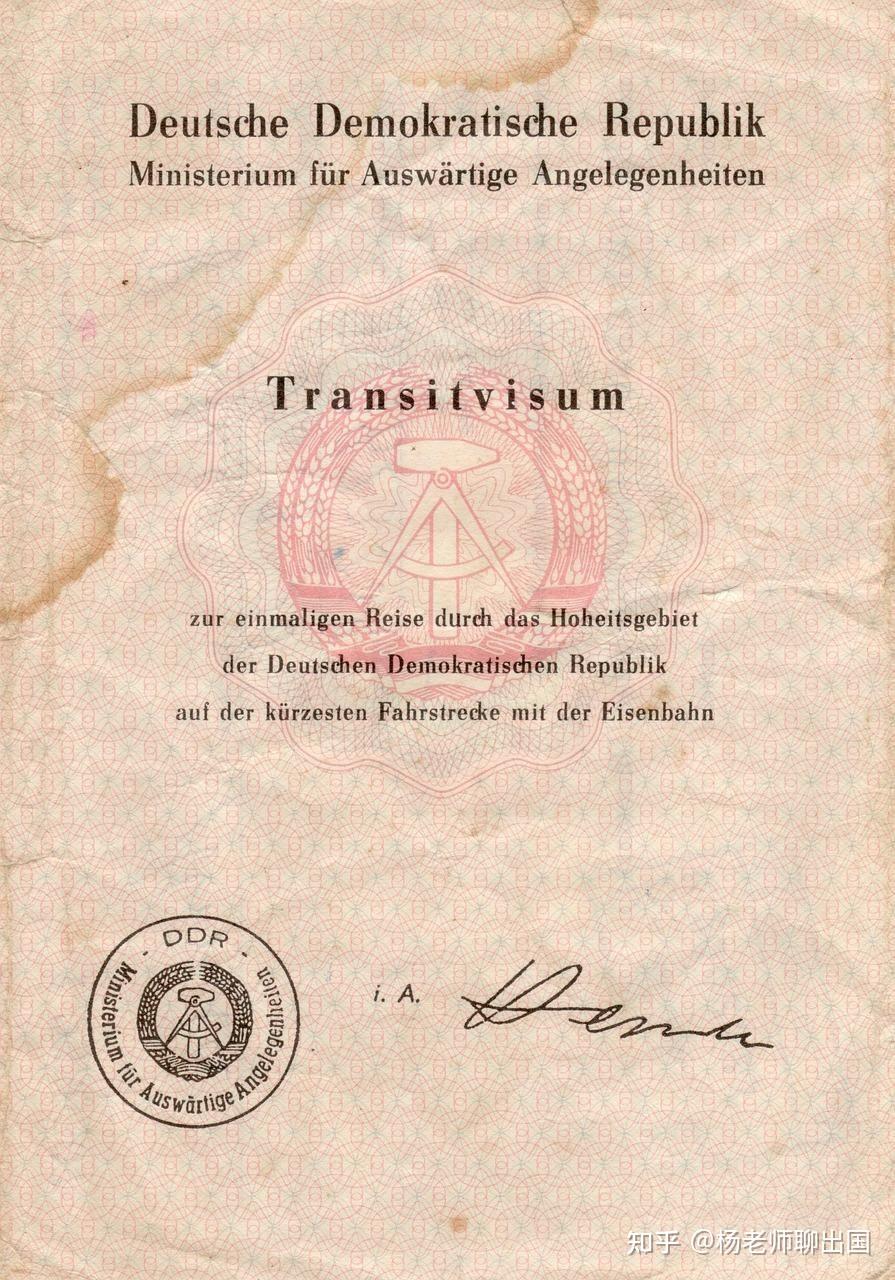 Deutsche Demokratische Republik
Ministerium für Auswärtige Angelegenheiten
Transitvisum
zur einmaligen Reise durch das Hoheitsgebiet
der Deutschen Demokratischen Republik
auf der kürzesten Fahrstrecke mit der Eisenbahn
- DDR -
Ministerium für Auswärtige Angelegenheiten
i. A.
知乎 @杨老师聊出国